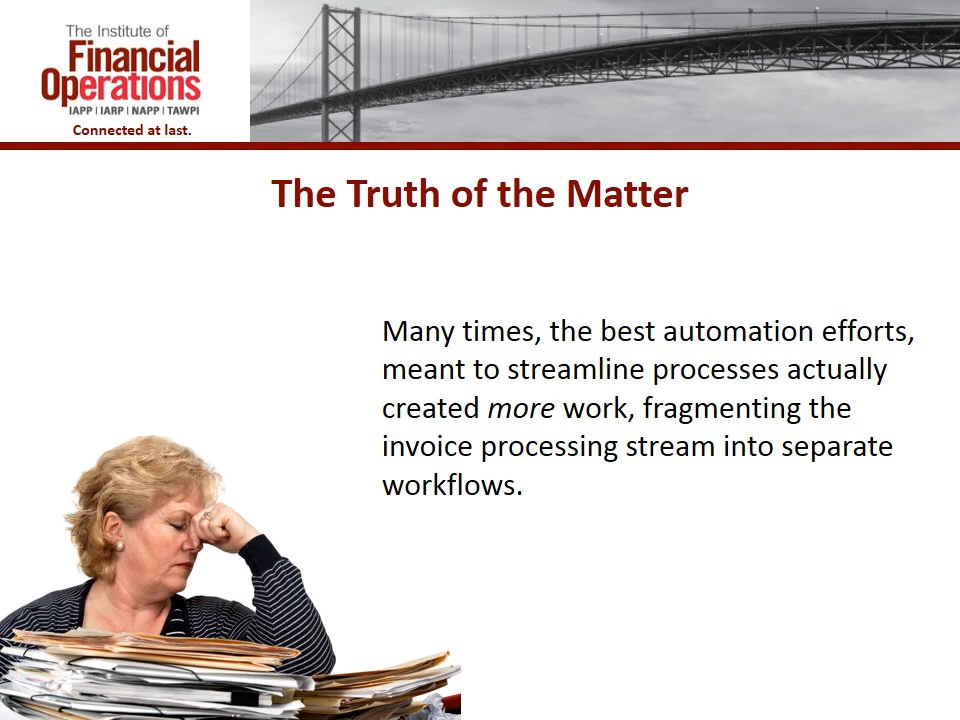 The Institute of
Financial
Operations
IAPP | IARP | NAPP | TAWPI
Connected at last.
The Truth of the Matter
Many times, the best automation efforts,
meant to streamline processes actually
created more work, fragmenting the
invoice processing stream into separate
workflows.